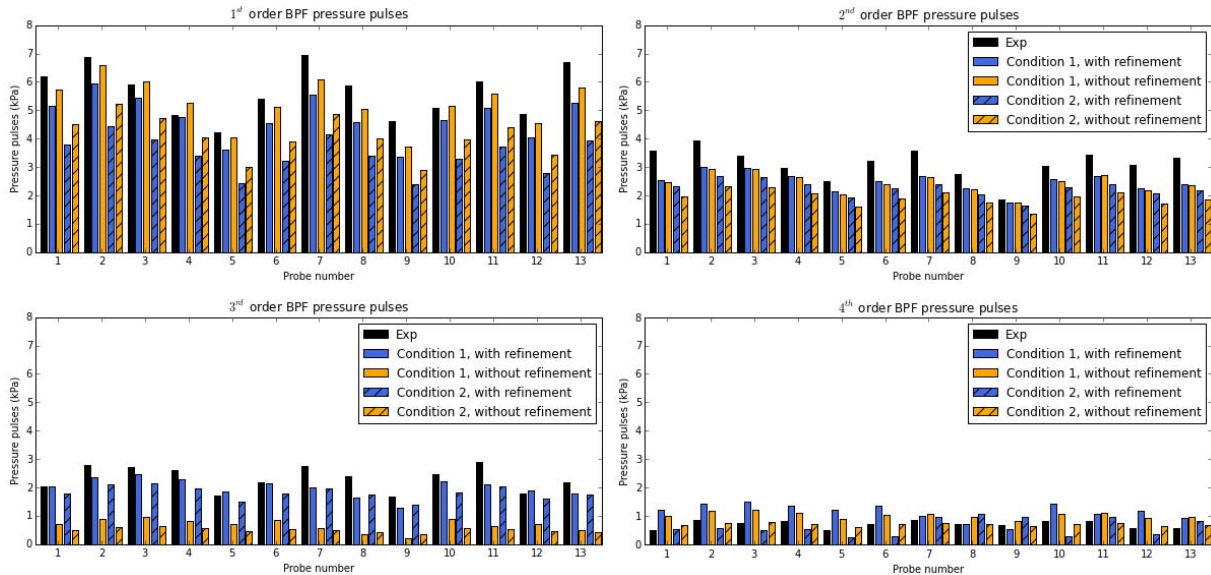 1st order BPF pressure pulses
Pressure pulses (kPa)
8
7
6
5
4
3
2
1
0
1 2 3 4 5 6 7 8 9 10 11 12 13
Probe number
2nd order BPF pressure pulses
Pressure pulses (kPa)
8
7
6
5
4
3
2
1
0
Exp
Condition 1, with refinement
Condition 1, without refinement
Condition 2, with refinement
Condition 2, without refinement
1 2 3 4 5 6 7 8 9 10 11 12 13
Probe number
3rd order BPF pressure pulses
Pressure pulses (kPa)
8
7
6
5
4
3
2
1
0
Exp
Condition 1, with refinement
Condition 1, without refinement
Condition 2, with refinement
Condition 2, without refinement
1 2 3 4 5 6 7 8 9 10 11 12 13
Probe number
4th order BPF pressure pulses
Pressure pulses (kPa)
8
7
6
5
4
3
2
1
0
Exp
Condition 1, with refinement
Condition 1, without refinement
Condition 2, with refinement
Condition 2, without refinement
1 2 3 4 5 6 7 8 9 10 11 12 13
Probe number